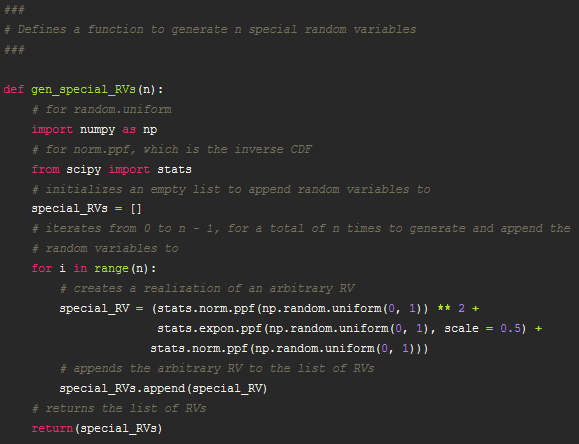 ###
# Defines a function to generate n special random variables
###
def gen_special_RVs(n):
# for random.uniform
import numpy as np
# for norm.ppf, which is the inverse CDF
from scipy import stats
# initializes an empty list to append random variables to
special_RVs = []
# iterates from 0 to n - 1, for a total of n times to generate and append the
# random variables to
for i in range(n):
# creates a realization of an arbitrary RV
special_RV = (stats.norm.ppf(np.random.uniform(0, 1)) ** 2 +
stats.expon.ppf(np.random.uniform(0, 1), scale = 0.5) +
stats.norm.ppf(np.random.uniform(0, 1)))
# appends the arbitrary RV to the list of RVs
special_RVs.append(special_RV)
# returns the list of RVs
return(special_RVs)